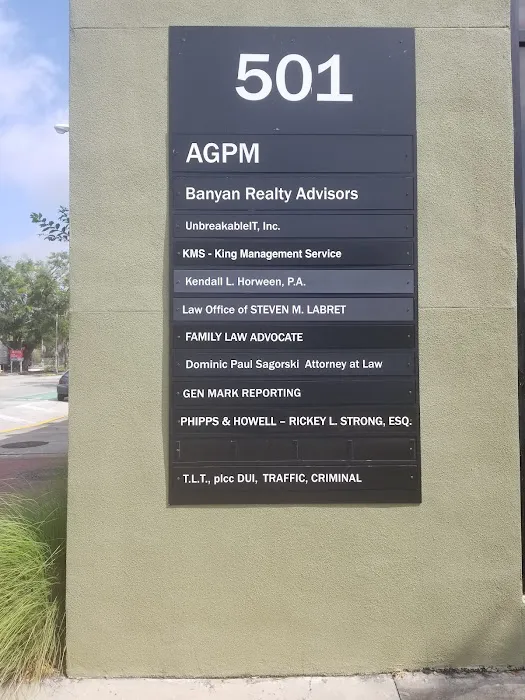 501
AGPM
Banyan Realty Advisors
UnbreakableIT, Inc.
KMS - King Management Service
Kendall L. Horween, P.A.
Law Office of STEVEN M. LABRET
FAMILY LAW ADVOCATE
Dominic Paul Sagorski Attorney at Law
GEN MARK REPORTING
PHIPPS & HOWELL – RICKEY L. STRONG, ESQ.
T.L.T., plcc DUI, TRAFFIC, CRIMINAL